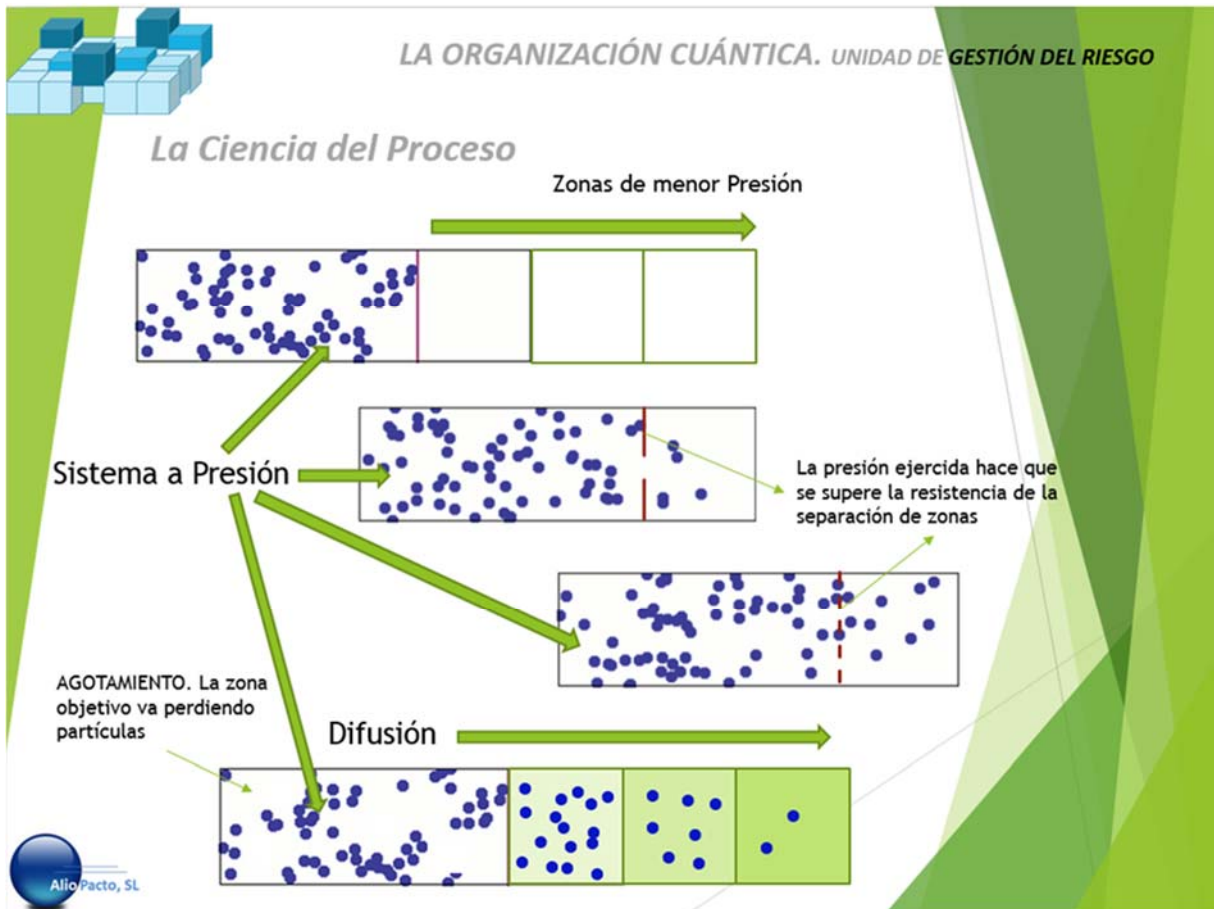 LA ORGANIZACIÓN CUÁNTICA. UNIDAD DE GESTIÓN DEL RIESGO
La Ciencia del Proceso
Zonas de menor Presión
Sistema a Presión
La presión ejercida hace que
se supere la resistencia de la
separación de zonas
AGOTAMIENTO. La zona
objetivo va perdiendo
partículas
Difusión
Alio Pacto, SL